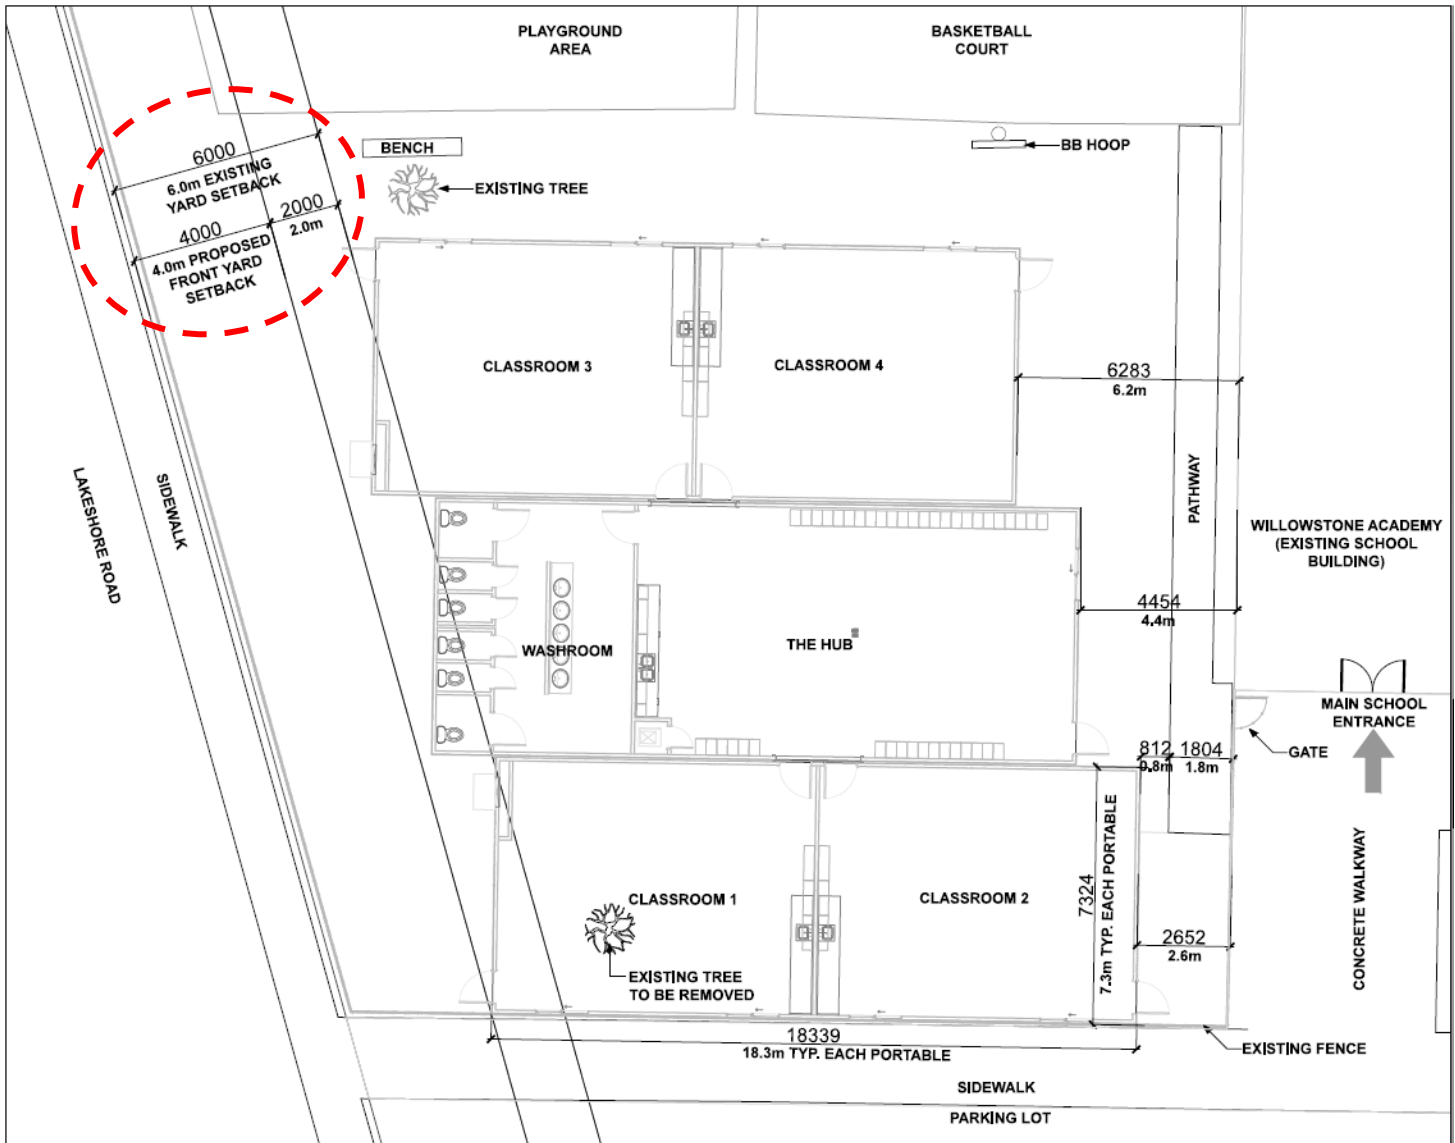 PLAYGROUND
AREA
BASKETBALL
COURT
6000
6.0m EXISTING
YARD SETBACK
2000
2.0m
4000
4.0m PROPOSED
FRONT YARD
SETBACK
BENCH
EXISTING TREE
BB HOOP
CLASSROOM 3
CLASSROOM 4
6283
6.2m
LAKESHORE ROAD
SIDEWALK
PATHWAY
WILLOWSTONE ACADEMY
(EXISTING SCHOOL
BUILDING)
4454
4.4m
WASHROOM
THE HUB
MAIN SCHOOL
ENTRANCE
GATE
812
0.8m
1804
1.8m
CLASSROOM 1
CLASSROOM 2
7324
7.3m TYP. EACH PORTABLE
CONCRETE WALKWAY
2652
2.6m
EXISTING TREE
TO BE REMOVED
18339
18.3m TYP. EACH PORTABLE
EXISTING FENCE
SIDEWALK
PARKING LOT